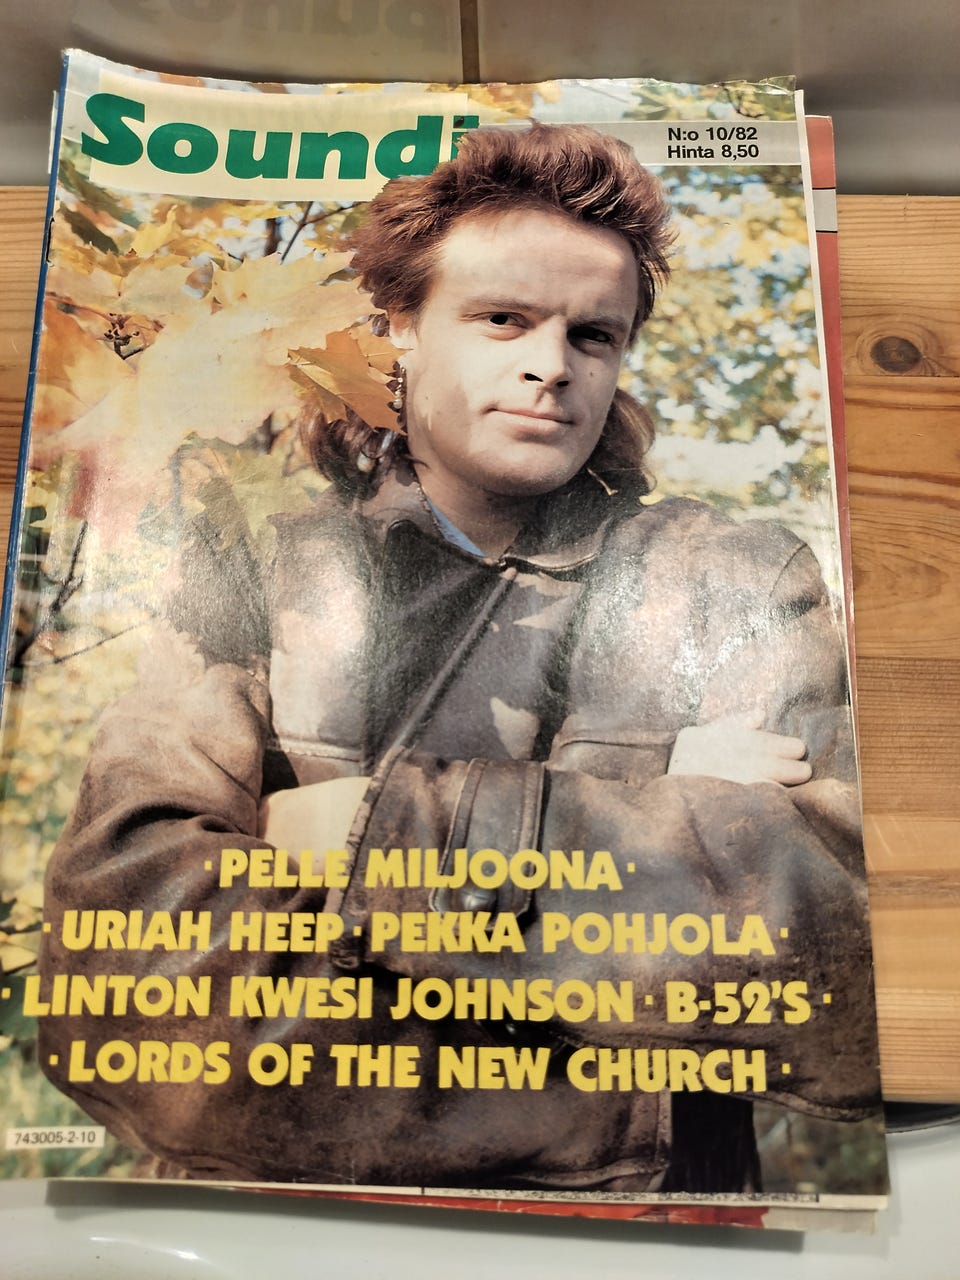 Soundi
N:o 10/82
Hinta 8,50
· PELLE MILJOONA ·
· URIAH HEEP · PEKKA POHJOLA ·
· LINTON KWESI JOHNSON · B-52'S ·
· LORDS OF THE NEW CHURCH ·
743005-2-10